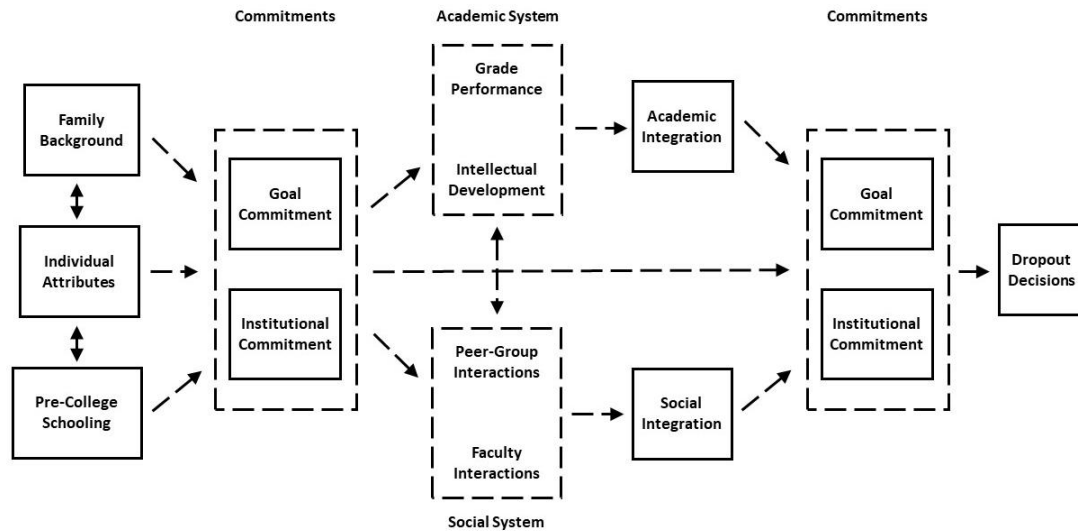 Commitments
Academic System
Commitments
Family
Background
Individual
Attributes
Pre-College
Schooling
Goal
Commitment
Institutional
Commitment
Grade
Performance
Intellectual
Development
Peer-Group
Interactions
Faculty
Interactions
Social System
Academic
Integration
Social
Integration
Goal
Commitment
Institutional
Commitment
Dropout
Decisions